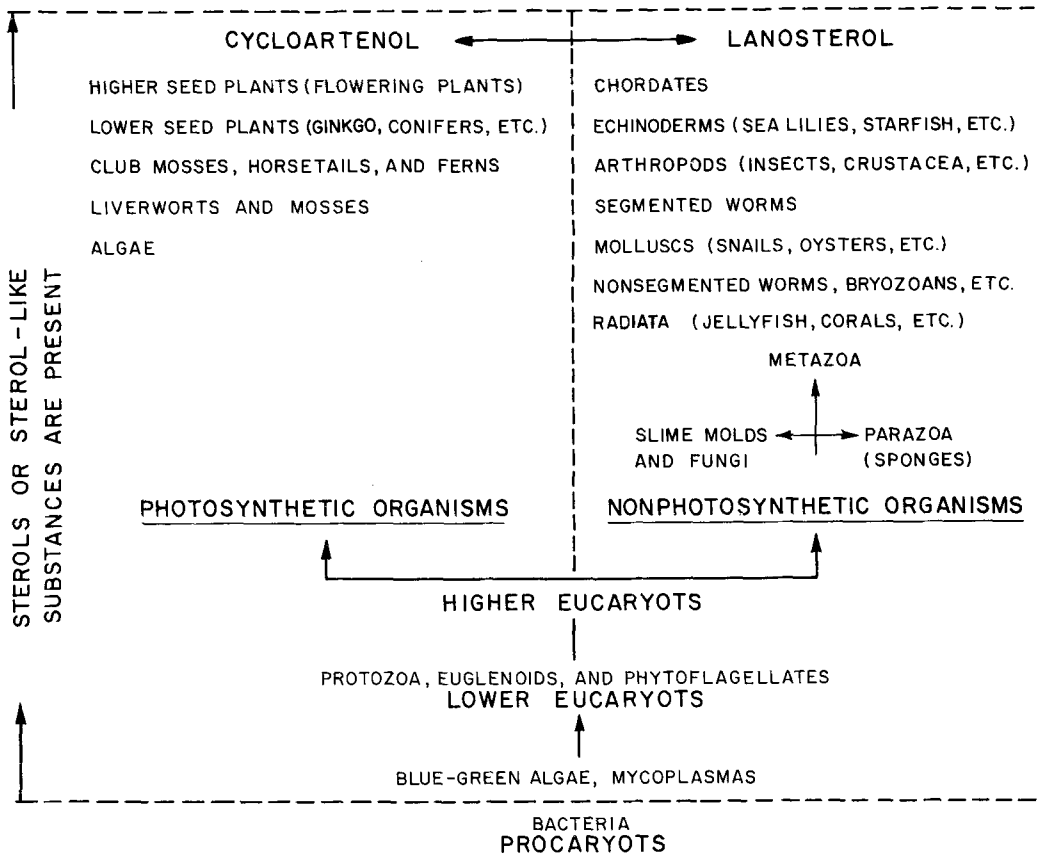 CYCLOARTENOL
LANOSTEROL
HIGHER SEED PLANTS (FLOWERING PLANTS)
LOWER SEED PLANTS (GINKGO, CONIFERS, ETC.)
CLUB MOSSES, HORSETAILS, AND FERNS
LIVERWORTS AND MOSSES
ALGAE
CHORDATES
ECHINODERMS (SEA LILIES, STARFISH, ETC.)
ARTHROPODS (INSECTS, CRUSTACEA, ETC.)
SEGMENTED WORMS
MOLLUSCS (SNAILS, OYSTERS, ETC.)
NONSEGMENTED WORMS, BRYOZOANS, ETC.
RADIATA (JELLYFISH, CORALS, ETC.)
METAZOA
SLIME MOLDS
AND FUNGI
PARAZOA
(SPONGES)
PHOTOSYNTHETIC ORGANISMS
NONPHOTOSYNTHETIC ORGANISMS
HIGHER EUCARYOTS
PROTOZOA, EUGLENOIDS, AND PHYTOFLAGELLATES
LOWER EUCARYOTS
BLUE-GREEN ALGAE, MYCOPLASMAS
BACTERIA
PROCARYOTS
STEROLS OR STEROL-LIKE
SUBSTANCES ARE PRESENT